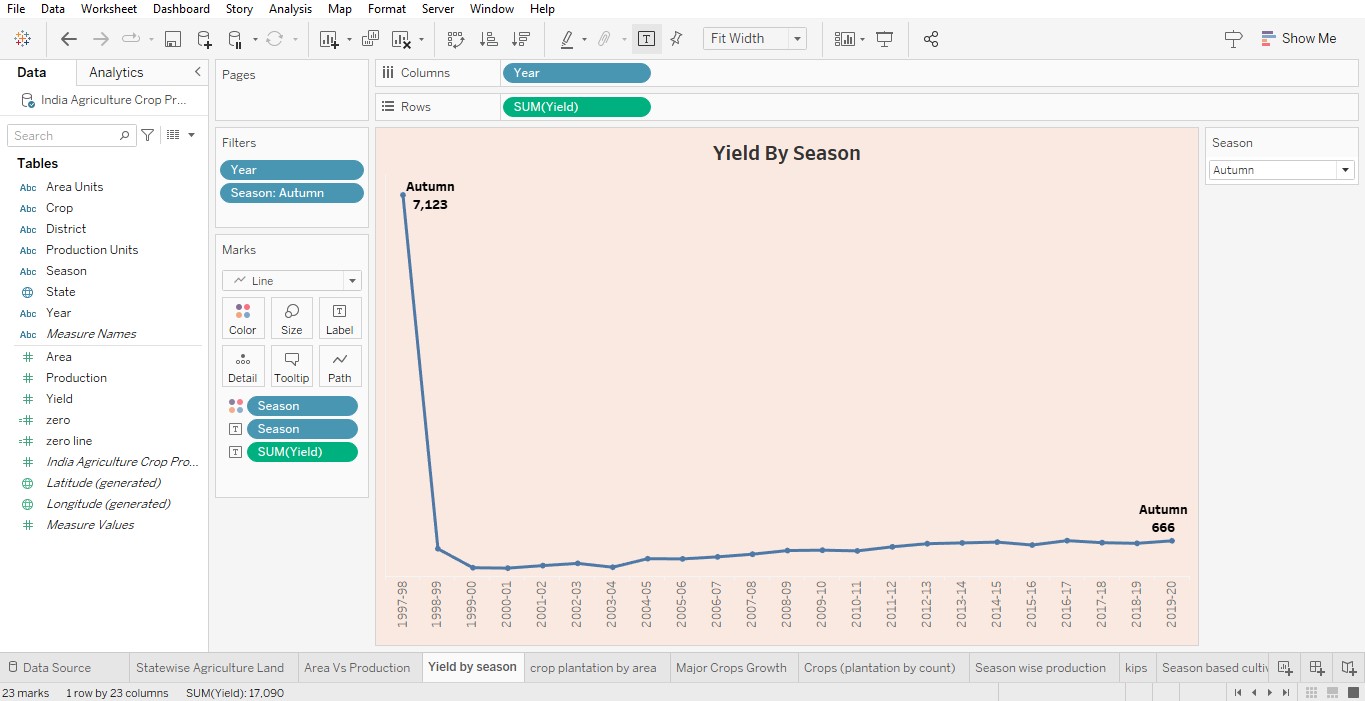 File Data Worksheet Dashboard Story Analysis Map Format Server Window Help
Fit Width
Show Me
Data Analytics
India Agriculture Crop Pr...
Search
Tables
Abc Area Units
Abc Crop
Abc District
Abc Production Units
Abc Season
State
Abc Year
Abc Measure Names
# Area
# Production
# Yield
=# zero
=# zero line
# India Agriculture Crop Pro...
Latitude (generated)
Longitude (generated)
# Measure Values
Pages
Filters
Year
Season: Autumn
Marks
Line
Color Size Label
Detail Tooltip Path
Season
Season
SUM(Yield)
Columns Year
Rows SUM(Yield)
Yield By Season
Autumn
7,123
Autumn
666
1997-98
1998-99
1999-00
2000-01
2001-02
2002-03
2003-04
2004-05
2005-06
2006-07
2007-08
2008-09
2009-10
2010-11
2011-12
2012-13
2013-14
2014-15
2015-16
2016-17
2017-18
2018-19
2019-20
Season
Autumn
Data Source Statewise Agriculture Land Area Vs Production Yield by season crop plantation by area Major Crops Growth Crops (plantation by count) Season wise production kips Season based cultiv
23 marks 1 row by 23 columns SUM(Yield): 17,090